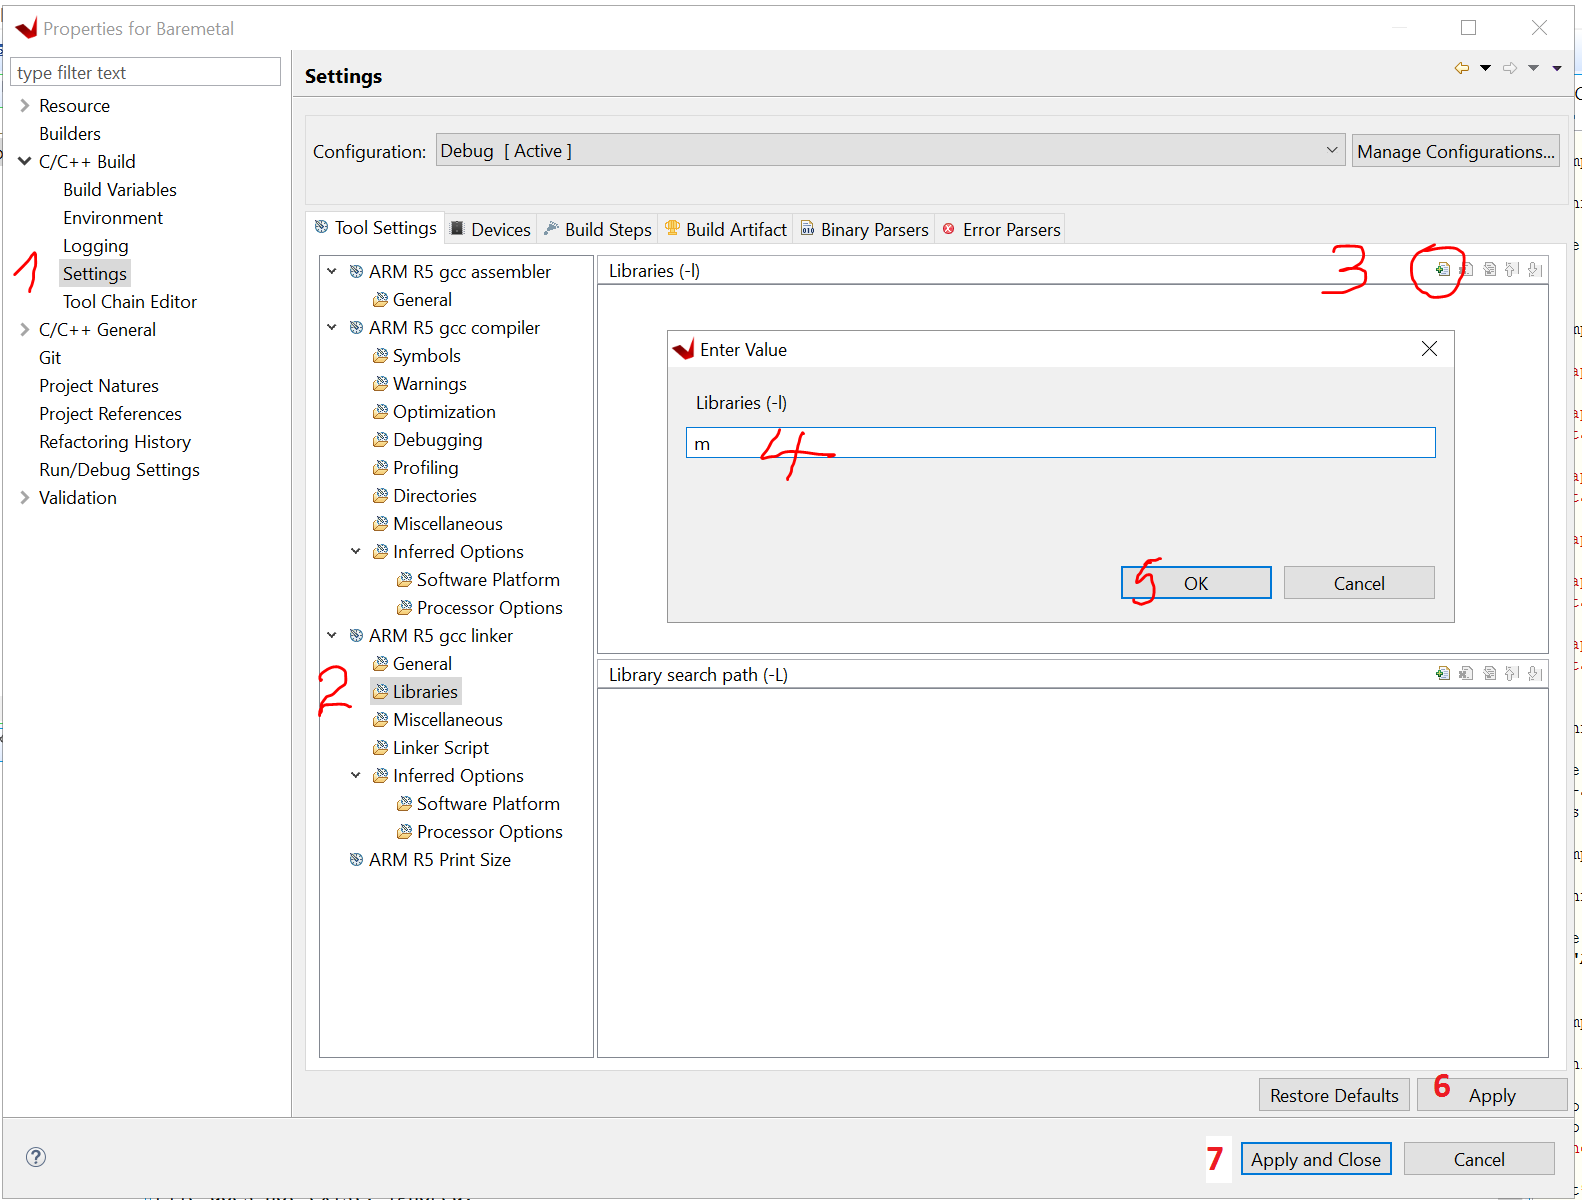 Properties for Baremetal
type filter text
Resource
Builders
C/C++ Build
Build Variables
Environment
Logging
1
Settings
Tool Chain Editor
C/C++ General
Git
Project Natures
Project References
Refactoring History
Run/Debug Settings
Validation
Settings
Configuration: Debug [ Active ] Manage Configurations...
Tool Settings Devices Build Steps Build Artifact Binary Parsers Error Parsers
ARM R5 gcc assembler
General
ARM R5 gcc compiler
Symbols
Warnings
Optimization
Debugging
Profiling
Directories
Miscellaneous
Inferred Options
Software Platform
Processor Options
ARM R5 gcc linker
General
2 Libraries
Miscellaneous
Linker Script
Inferred Options
Software Platform
Processor Options
ARM R5 Print Size
Libraries (-l) 3
Enter Value
Libraries (-l)
m 4
5 OK Cancel
Library search path (-L)
Restore Defaults 6 Apply
7 Apply and Close Cancel